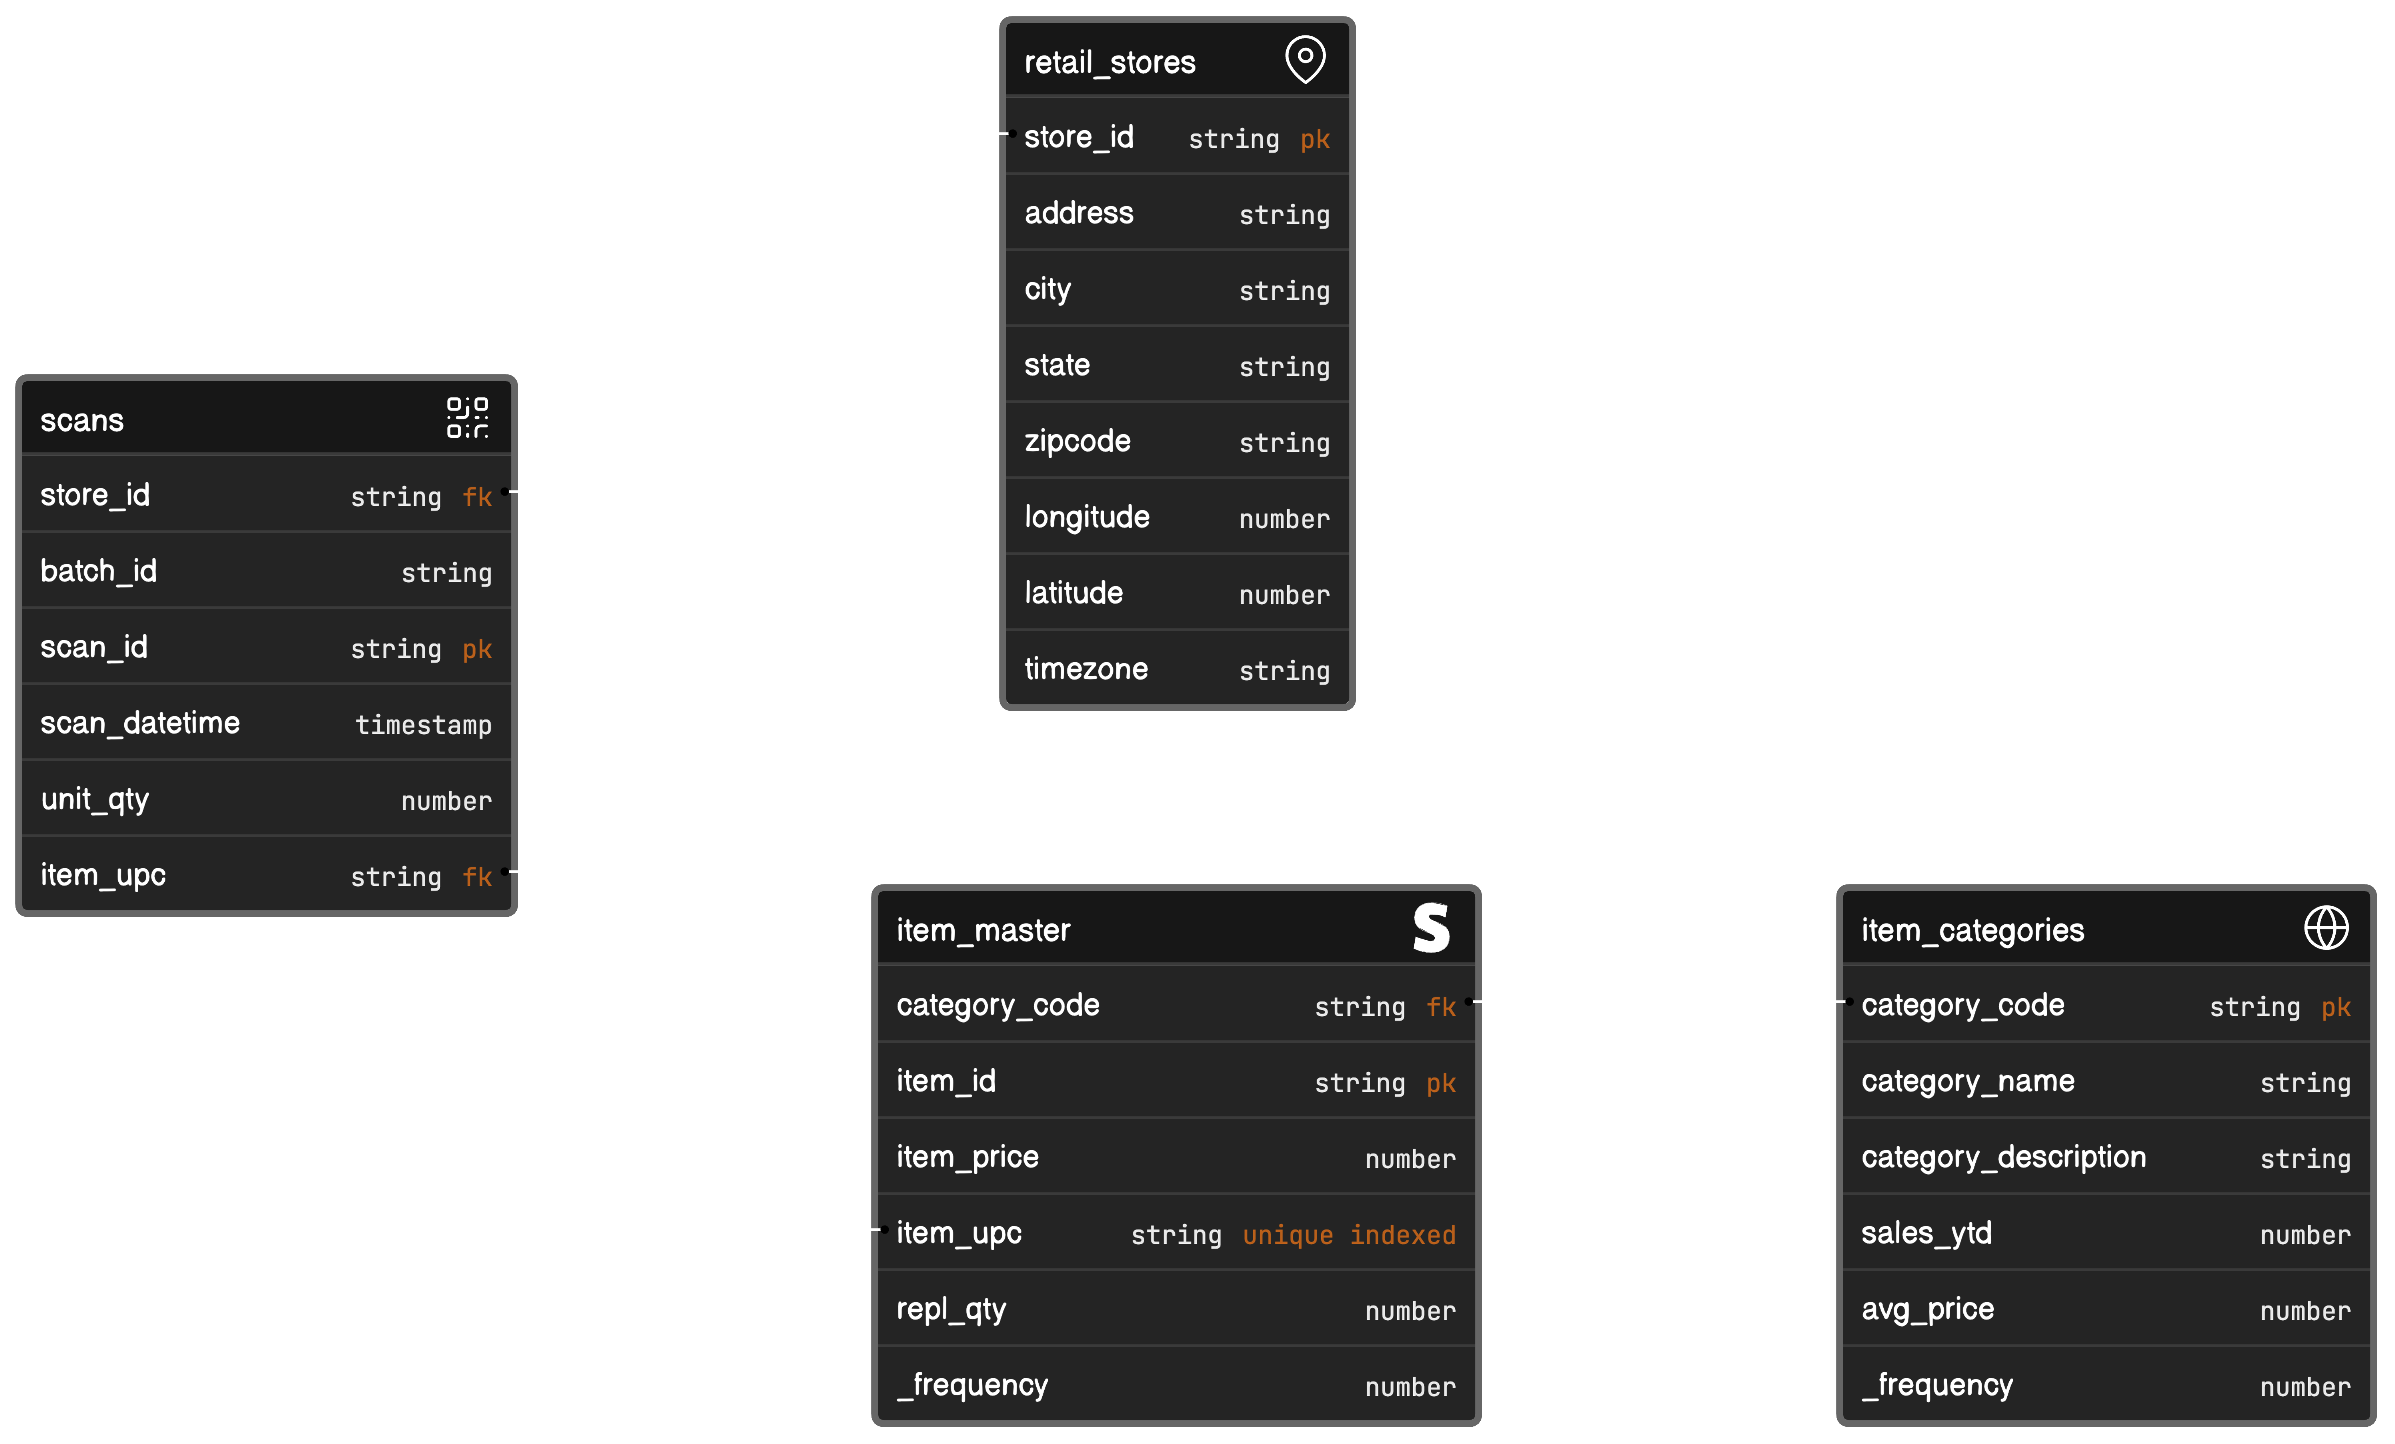 retail_stores
store_id string pk
address string
city string
state string
zipcode string
longitude number
latitude number
timezone string
scans
store_id string fk
batch_id string
scan_id string pk
scan_datetime timestamp
unit_qty number
item_upc string fk
item_master
category_code string fk
item_id string pk
item_price number
item_upc string unique indexed
repl_qty number
_frequency number
item_categories
category_code string pk
category_name string
category_description string
sales_ytd number
avg_price number
_frequency number